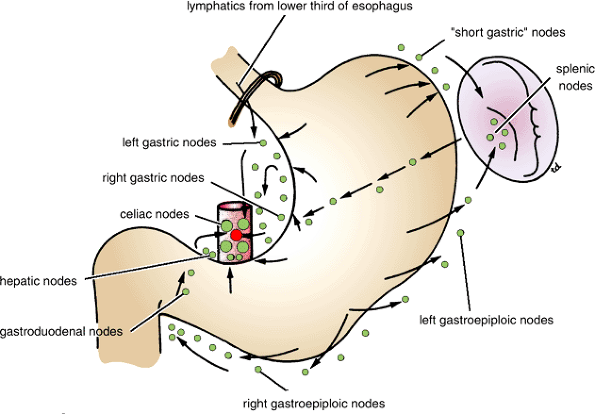 lymphatics from lower third of esophagus
"short gastric" nodes
splenic
nodes
left gastric nodes
right gastric nodes
celiac nodes
hepatic nodes
gastroduodenal nodes
left gastroepiploic nodes
right gastroepiploic nodes